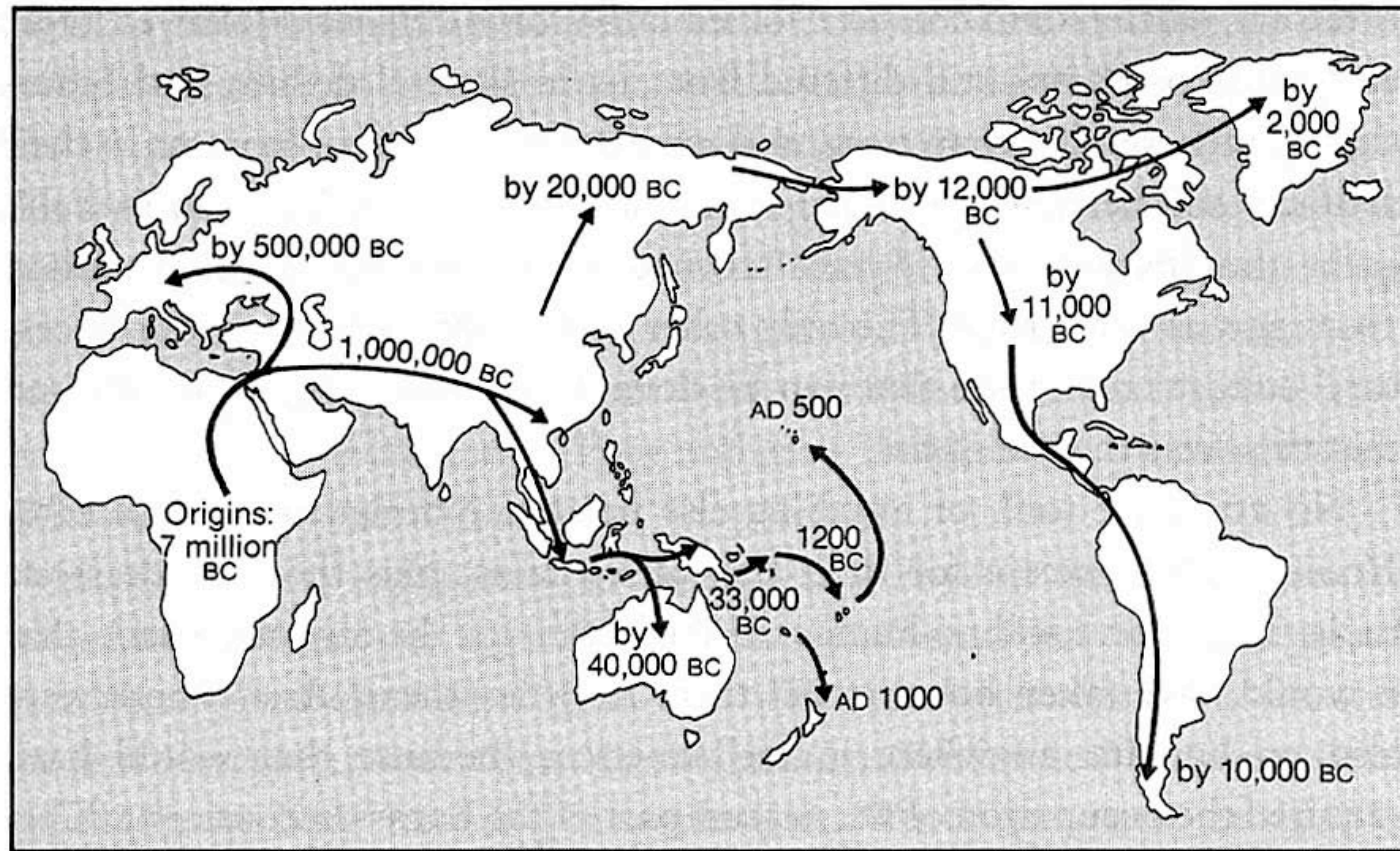 by
2,000
BC
by 20,000 BC
by 12,000
BC
by 500,000 BC
by
11,000
BC
1,000,000 BC
AD 500
Origins:
7 million
BC
1200
BC
33,000
BC
by
40,000 BC
AD 1000
by 10,000 BC